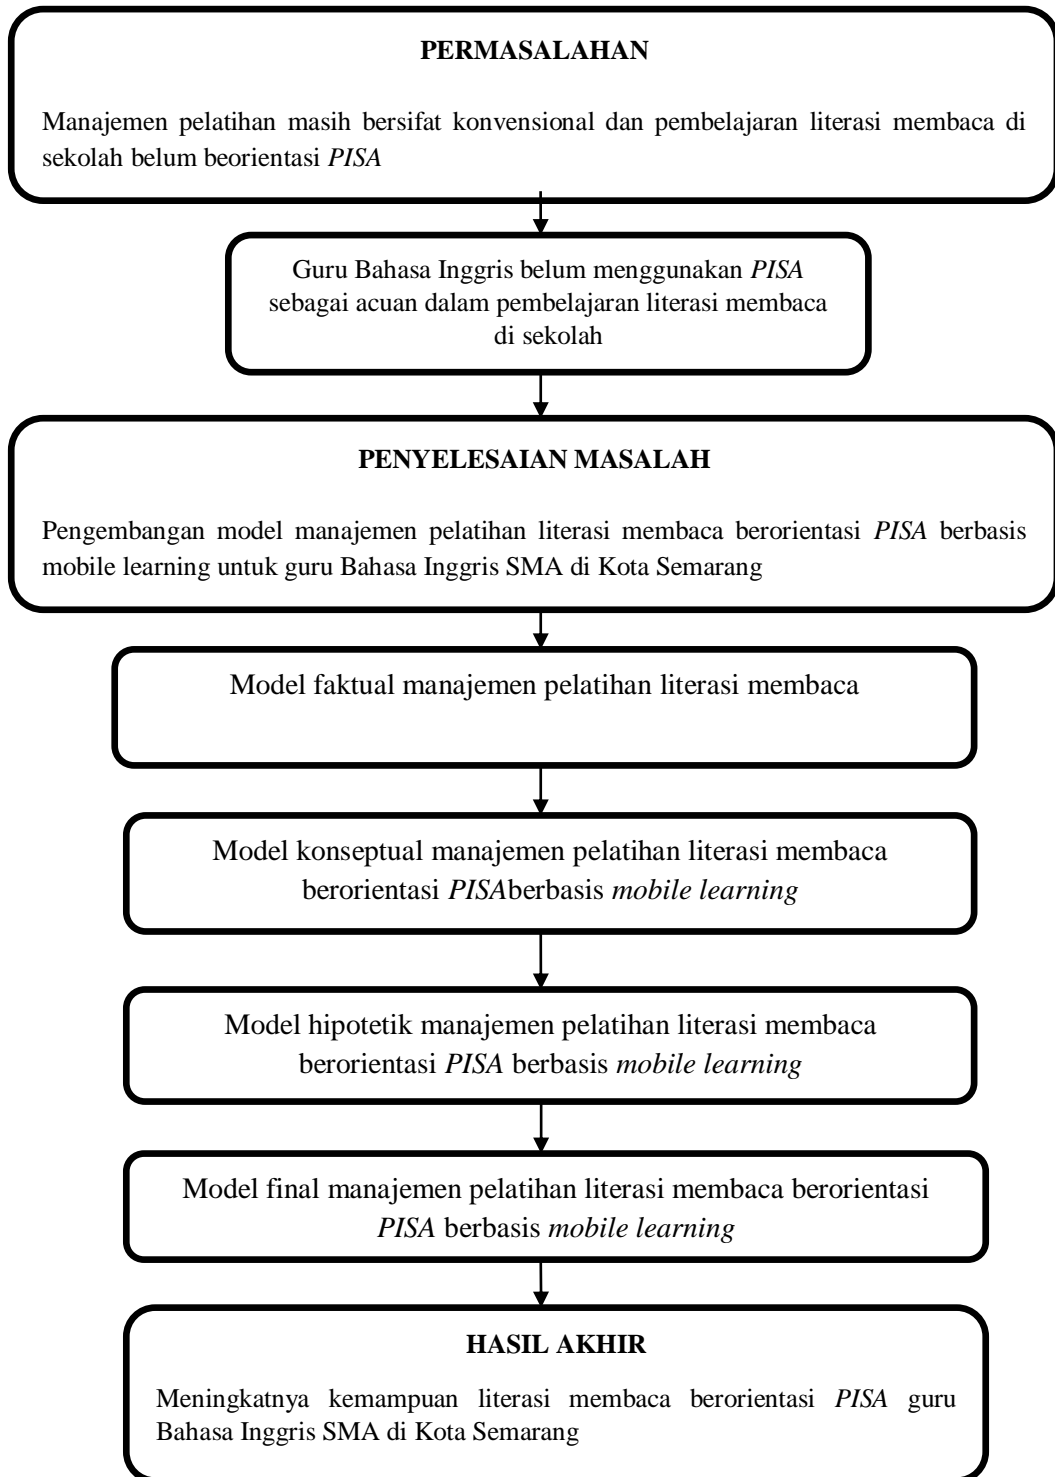 PERMASALAHAN
Manajemen pelatihan masih bersifat konvensional dan pembelajaran literasi membaca di
sekolah belum beorientasi PISA
Guru Bahasa Inggris belum menggunakan PISA
sebagai acuan dalam pembelajaran literasi membaca
di sekolah
PENYELESAIAN MASALAH
Pengembangan model manajemen pelatihan literasi membaca berorientasi PISA berbasis
mobile learning untuk guru Bahasa Inggris SMA di Kota Semarang
Model faktual manajemen pelatihan literasi membaca
Model konseptual manajemen pelatihan literasi membaca
berorientasi PISAberbasis mobile learning
Model hipotetik manajemen pelatihan literasi membaca
berorientasi PISA berbasis mobile learning
Model final manajemen pelatihan literasi membaca berorientasi
PISA berbasis mobile learning
HASIL AKHIR
Meningkatnya kemampuan literasi membaca berorientasi PISA guru
Bahasa Inggris SMA di Kota Semarang